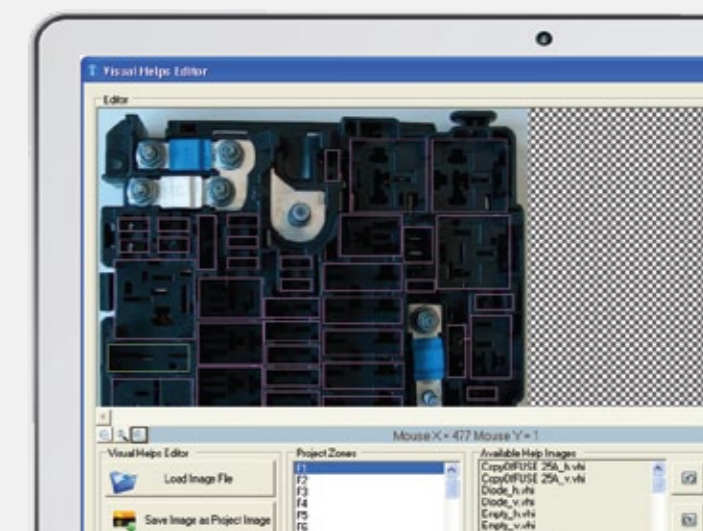 Visual Helps Editor
Editor
Mouse X = 477 Mouse Y = 1
Visual Helps Editor
Project Zones
Available Help Images
Load Image File
Save Image as Project Image
F1
F2
F3
F4
F5
F6
CopyOfFUSE 25A_h.vhi
CopyOfFUSE 25A_v.vhi
Diode_h.vhi
Diode_v.vhi
Empty_h.vhi
Empty_v.vhi